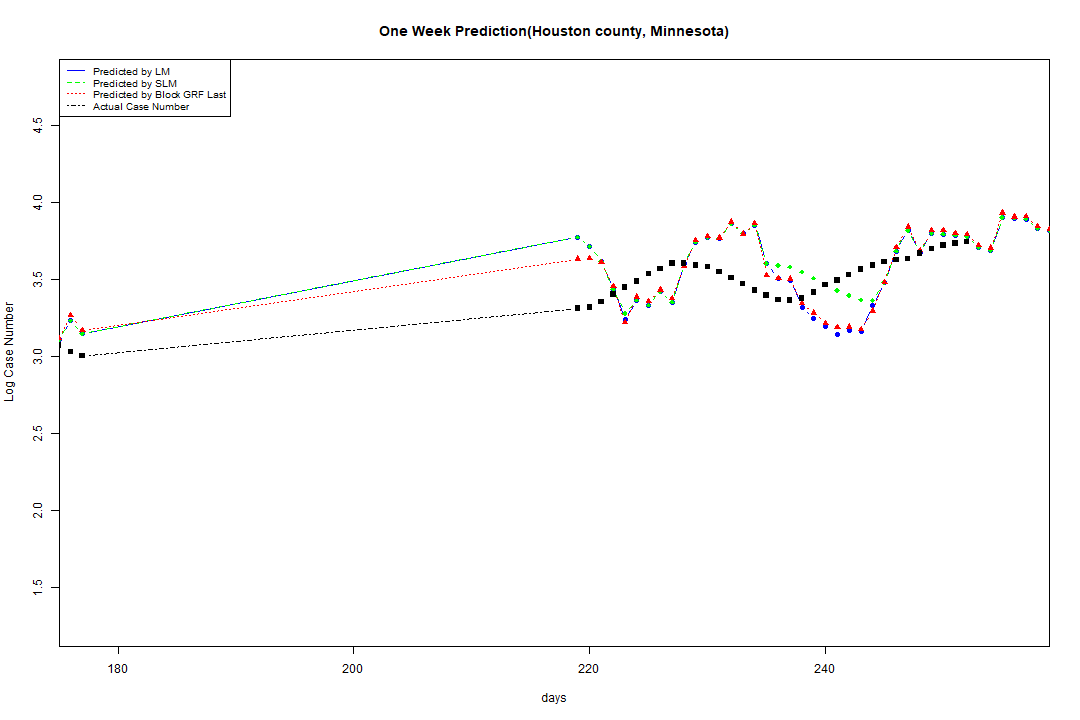 One Week Prediction(Houston county, Minnesota)
Predicted by LM
Predicted by SLM
Predicted by Block GRF Last
Actual Case Number
4.5
4.0
3.5
3.0
2.5
2.0
1.5
Log Case Number
180
200
220
240
days